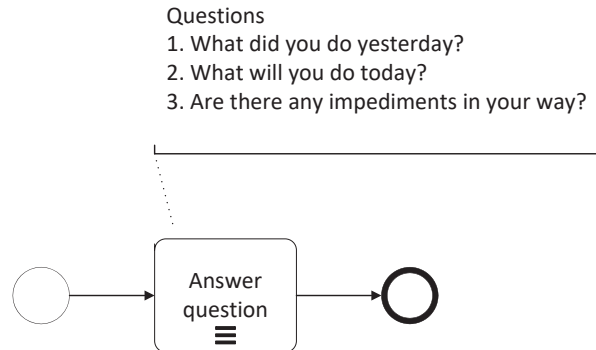 Questions
1. What did you do yesterday?
2. What will you do today?
3. Are there any impediments in your way?
Answer
question